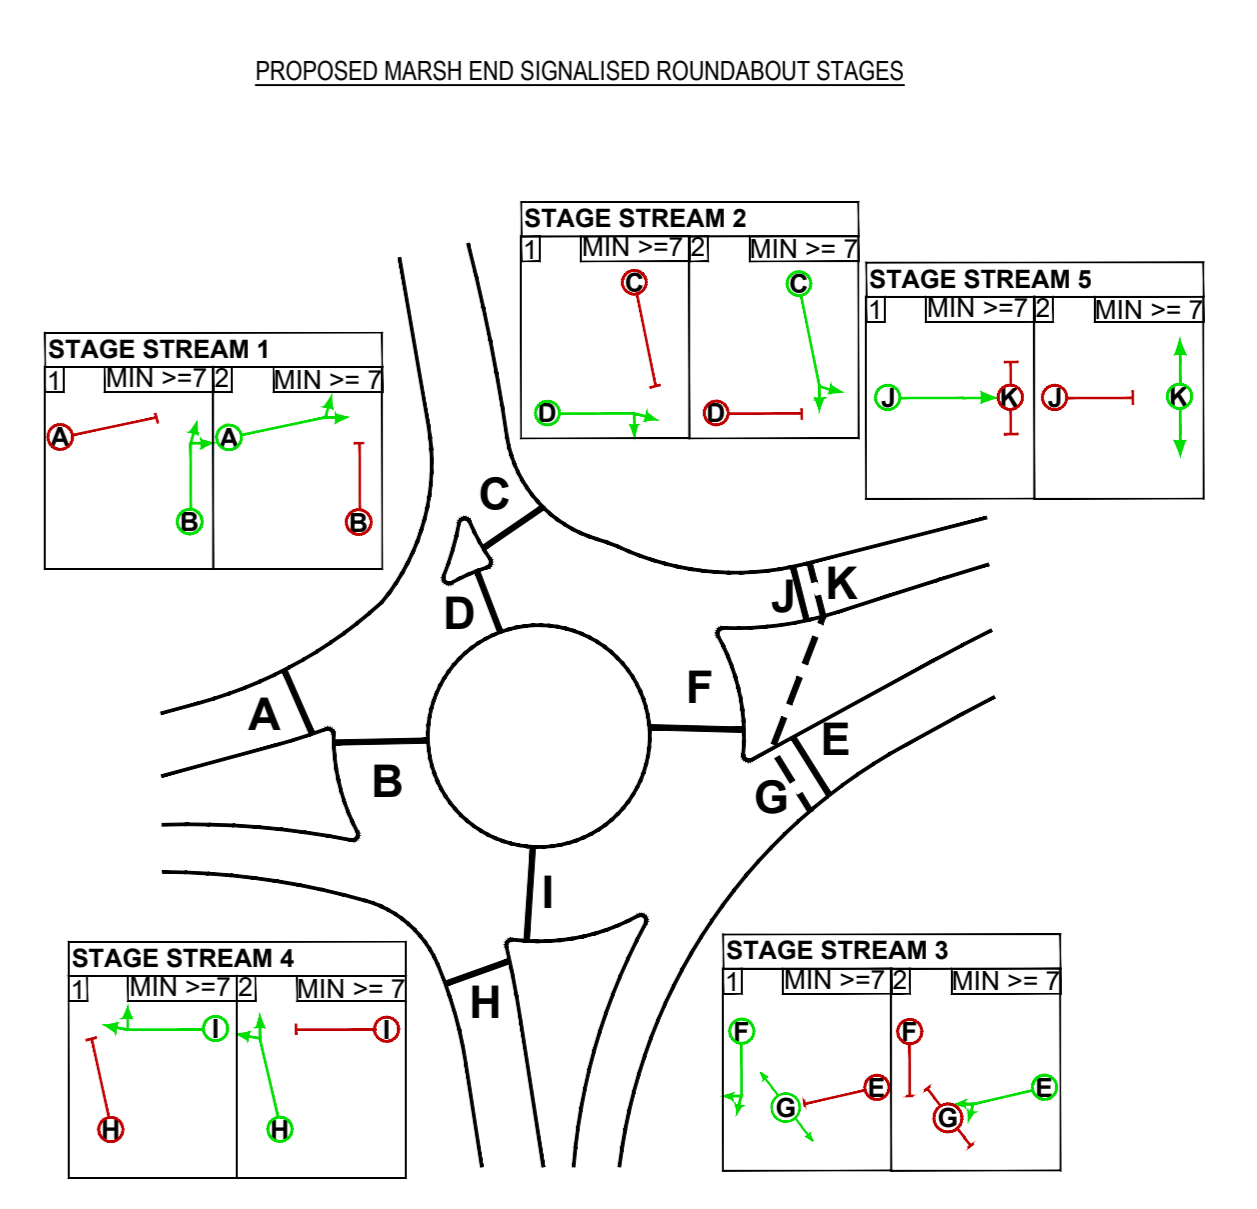 PROPOSED MARSH END SIGNALISED ROUNDABOUT STAGES
STAGE STREAM 2
1 MIN >=7 2 MIN >= 7
C C
D D
STAGE STREAM 5
1 MIN >=7 2 MIN >= 7
J K J K
STAGE STREAM 1
1 MIN >=7 2 MIN >= 7
A A
B B
C
D
J K
A
B
F
E
G
I
H
STAGE STREAM 4
1 MIN >=7 2 MIN >= 7
I I
H H
STAGE STREAM 3
1 MIN >=7 2 MIN >= 7
F F
E E
G G